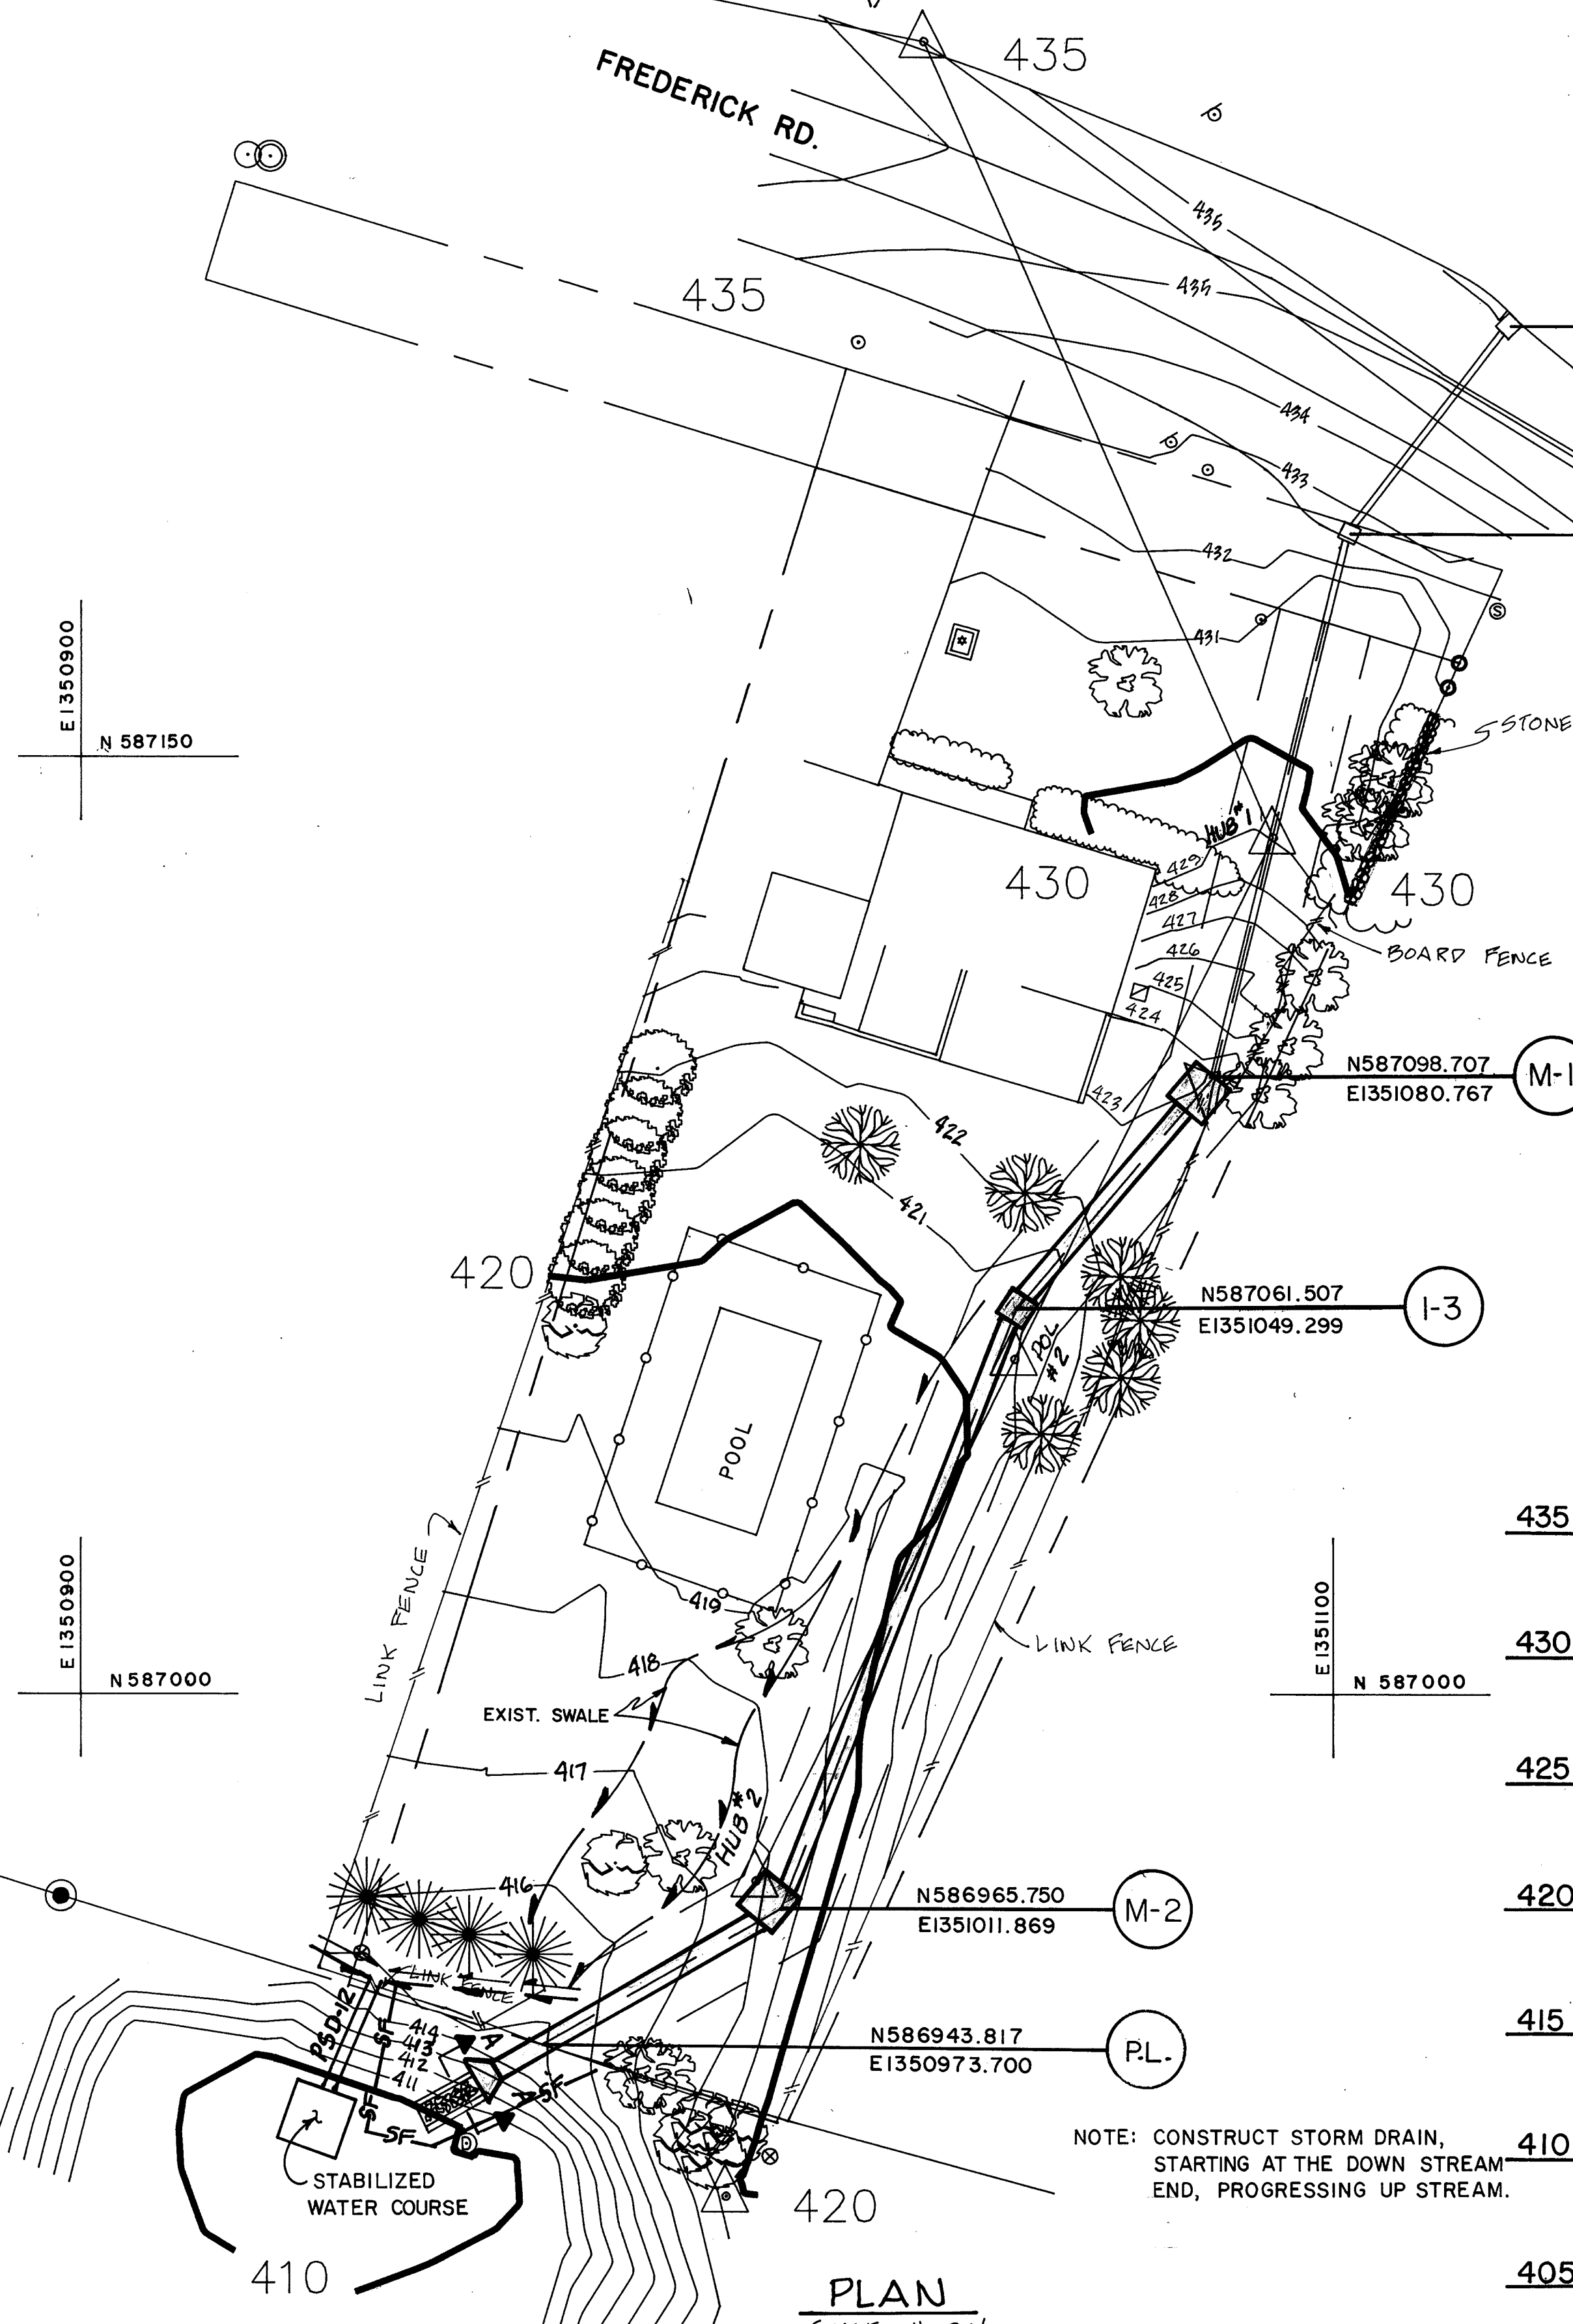 435
FREDERICK RD.
435
435
435
434
433
432
431
E1350900
N 587150
STONE
HUB #1
430
429
428
427
426
425
424
423
430
BOARD FENCE
N587098.707
E1351080.767
M-1
422
421
420
N587061.507
E1351049.299
I-3
POL #2
POOL
LINK FENCE
435
E1350900
N 587000
419
418
EXIST. SWALE
LINK FENCE
E1351100
N 587000
430
417
425
HUB #2
416
N586965.750
E1351011.869
M-2
420
LINK FENCE
PSD-12
SF
414
413
412
411
A
A
SF
SF
SF
N586943.817
E1350973.700
P.L.
415
D
STABILIZED
WATER COURSE
410
420
NOTE: CONSTRUCT STORM DRAIN,
STARTING AT THE DOWN STREAM
END, PROGRESSING UP STREAM.
410
405
PLAN